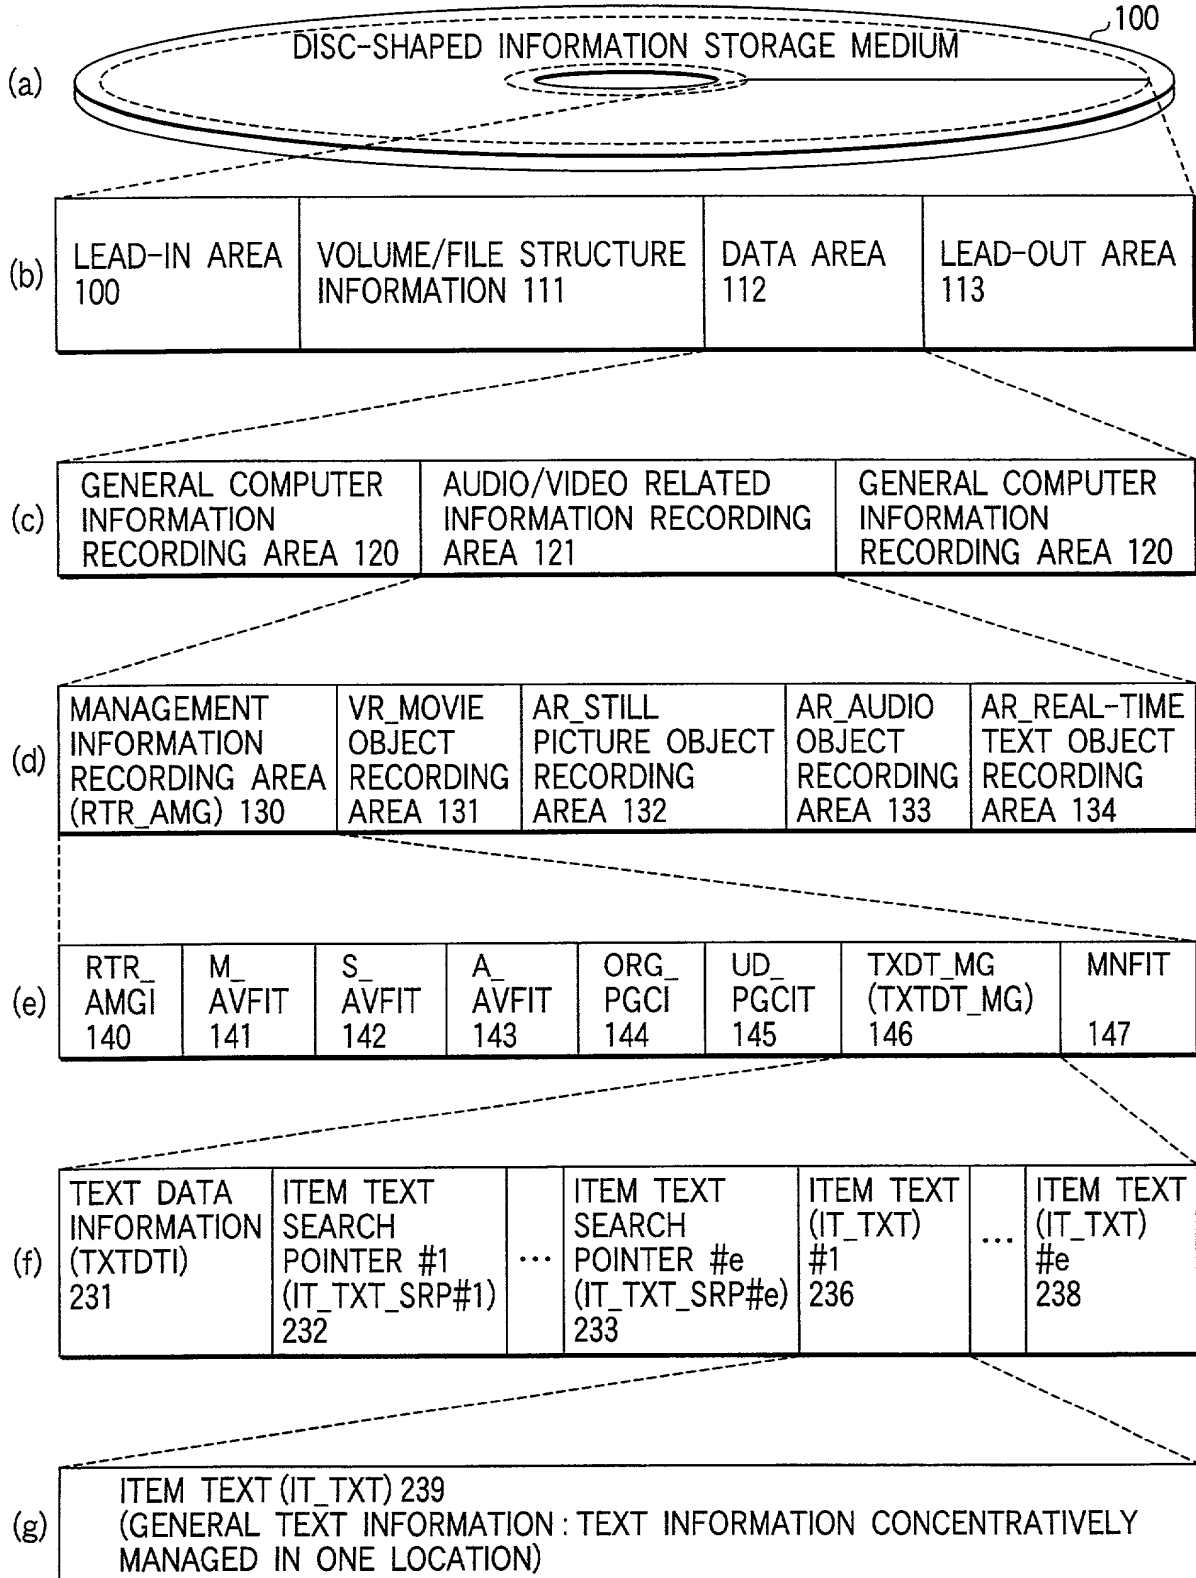 100
DISC-SHAPED INFORMATION STORAGE MEDIUM
(a)
(b)
LEAD-IN AREA
100
VOLUME/FILE STRUCTURE
INFORMATION 111
DATA AREA
112
LEAD-OUT AREA
113
(c)
GENERAL COMPUTER
INFORMATION
RECORDING AREA 120
AUDIO/VIDEO RELATED
INFORMATION RECORDING
AREA 121
GENERAL COMPUTER
INFORMATION
RECORDING AREA 120
(d)
MANAGEMENT
INFORMATION
RECORDING AREA
(RTR_AMG) 130
VR_MOVIE
OBJECT
RECORDING
AREA 131
AR_STILL
PICTURE OBJECT
RECORDING
AREA 132
AR_AUDIO
OBJECT
RECORDING
AREA 133
AR_REAL-TIME
TEXT OBJECT
RECORDING
AREA 134
(e)
RTR_
AMGI
140
M_
AVFIT
141
S_
AVFIT
142
A_
AVFIT
143
ORG_
PGCI
144
UD_
PGCIT
145
TXDT_MG
(TXTDT_MG)
146
MNFIT
147
(f)
TEXT DATA
INFORMATION
(TXTDTI)
231
ITEM TEXT
SEARCH
POINTER #1
(IT_TXT_SRP#1)
232
...
ITEM TEXT
SEARCH
POINTER #e
(IT_TXT_SRP#e)
233
ITEM TEXT
(IT_TXT)
#1
236
...
ITEM TEXT
(IT_TXT)
#e
238
(g)
ITEM TEXT (IT_TXT) 239
(GENERAL TEXT INFORMATION : TEXT INFORMATION CONCENTRATIVELY
MANAGED IN ONE LOCATION)